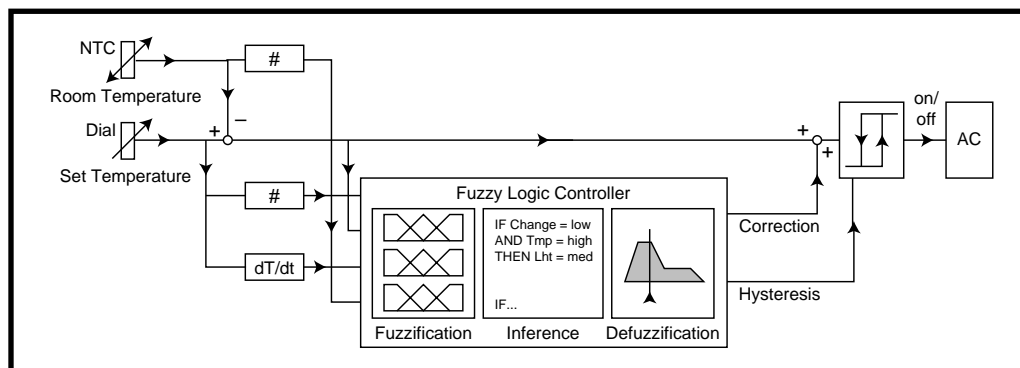 NTC
#
Room Temperature
Dial
+
–
Set Temperature
#
dT/dt
Fuzzy Logic Controller
IF Change = low
AND Tmp = high
THEN Lht = med
IF...
Fuzzification
Inference
Defuzzification
Correction
Hysteresis
+
+
on/
off
AC